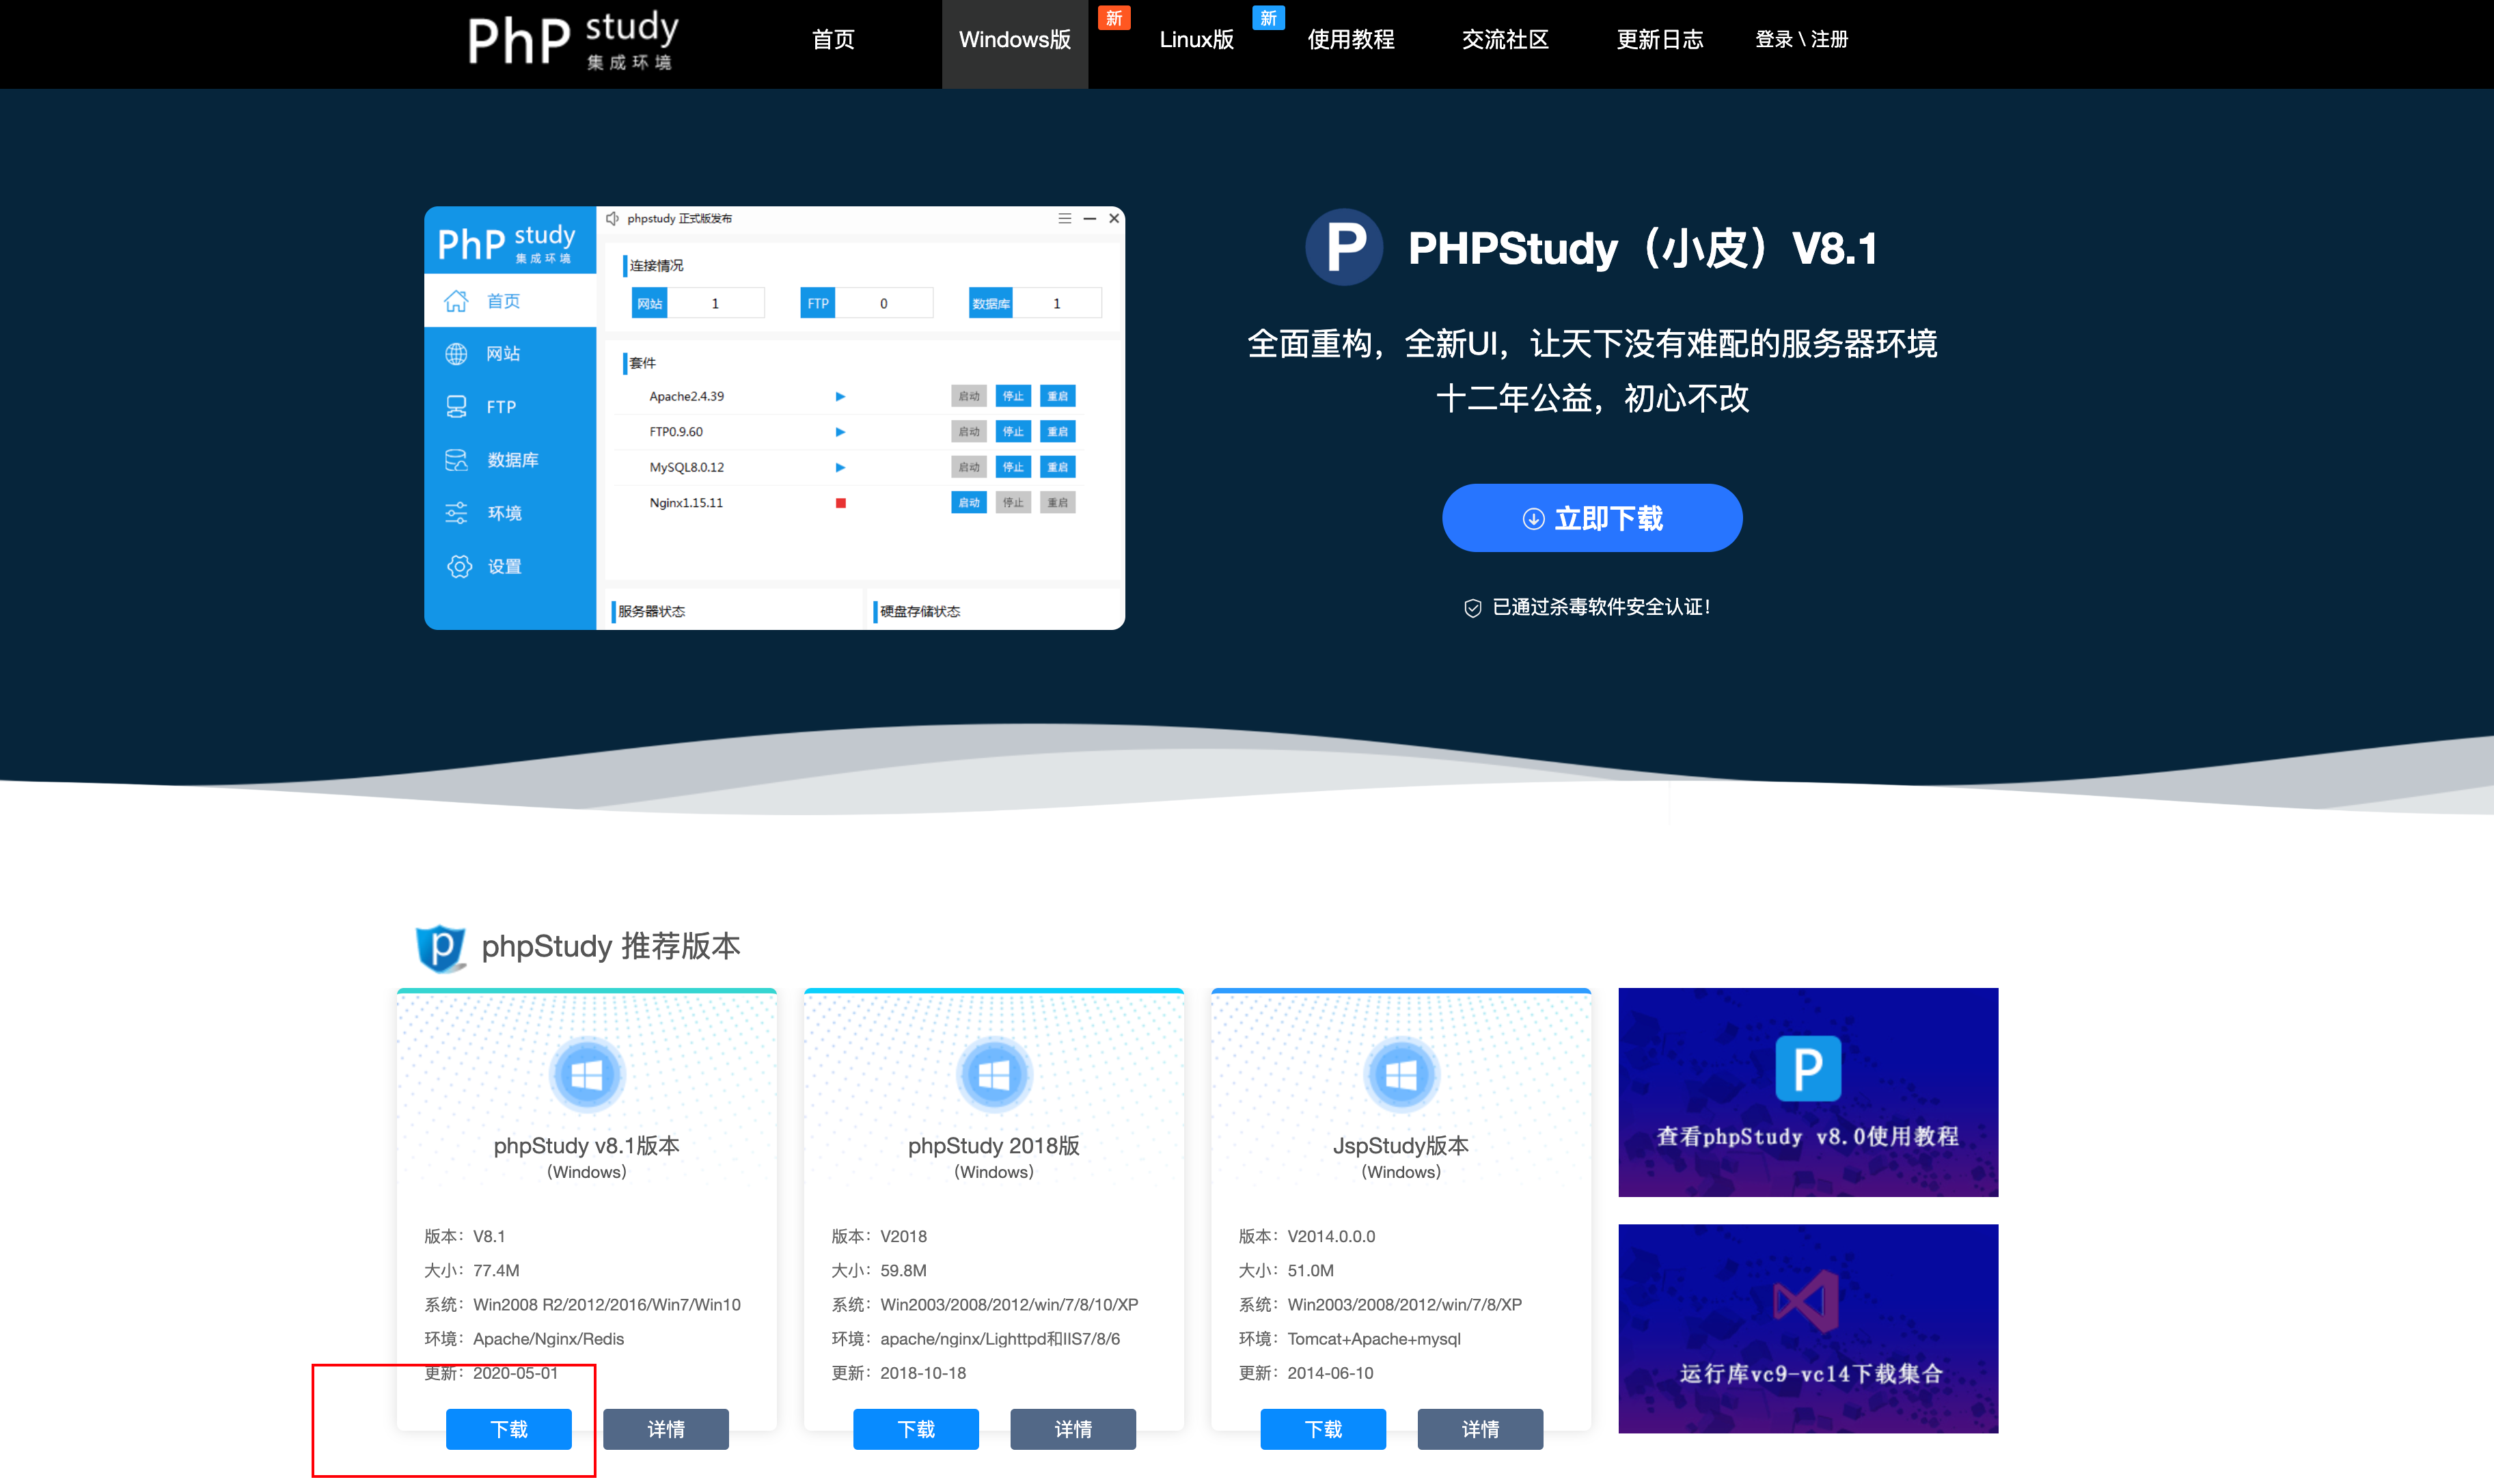 PhP study
集成环境
首页
Windows版
新
Linux版
新
使用教程
交流社区
更新日志
登录 \ 注册
PhP study
集成环境
首页
网站
FTP
数据库
环境
设置
phpstudy 正式版发布
连接情况
网站 1
FTP 0
数据库 1
套件
Apache2.4.39 启动 停止 重启
FTP0.9.60 启动 停止 重启
MySQL8.0.12 启动 停止 重启
Nginx1.15.11 启动 停止 重启
服务器状态
硬盘存储状态
P PHPStudy（小皮）V8.1
全面重构，全新UI，让天下没有难配的服务器环境
十二年公益，初心不改
立即下载
已通过杀毒软件安全认证！
p phpStudy 推荐版本
phpStudy v8.1版本
(Windows)
版本：V8.1
大小：77.4M
系统：Win2008 R2/2012/2016/Win7/Win10
环境：Apache/Nginx/Redis
更新：2020-05-01
下载
详情
phpStudy 2018版
(Windows)
版本：V2018
大小：59.8M
系统：Win2003/2008/2012/win/7/8/10/XP
环境：apache/nginx/Lighttpd和IIS7/8/6
更新：2018-10-18
下载
详情
JspStudy版本
(Windows)
版本：V2014.0.0.0
大小：51.0M
系统：Win2003/2008/2012/win/7/8/XP
环境：Tomcat+Apache+mysql
更新：2014-06-10
下载
详情
P
查看phpStudy v8.0使用教程
运行库vc9-vc14下载集合